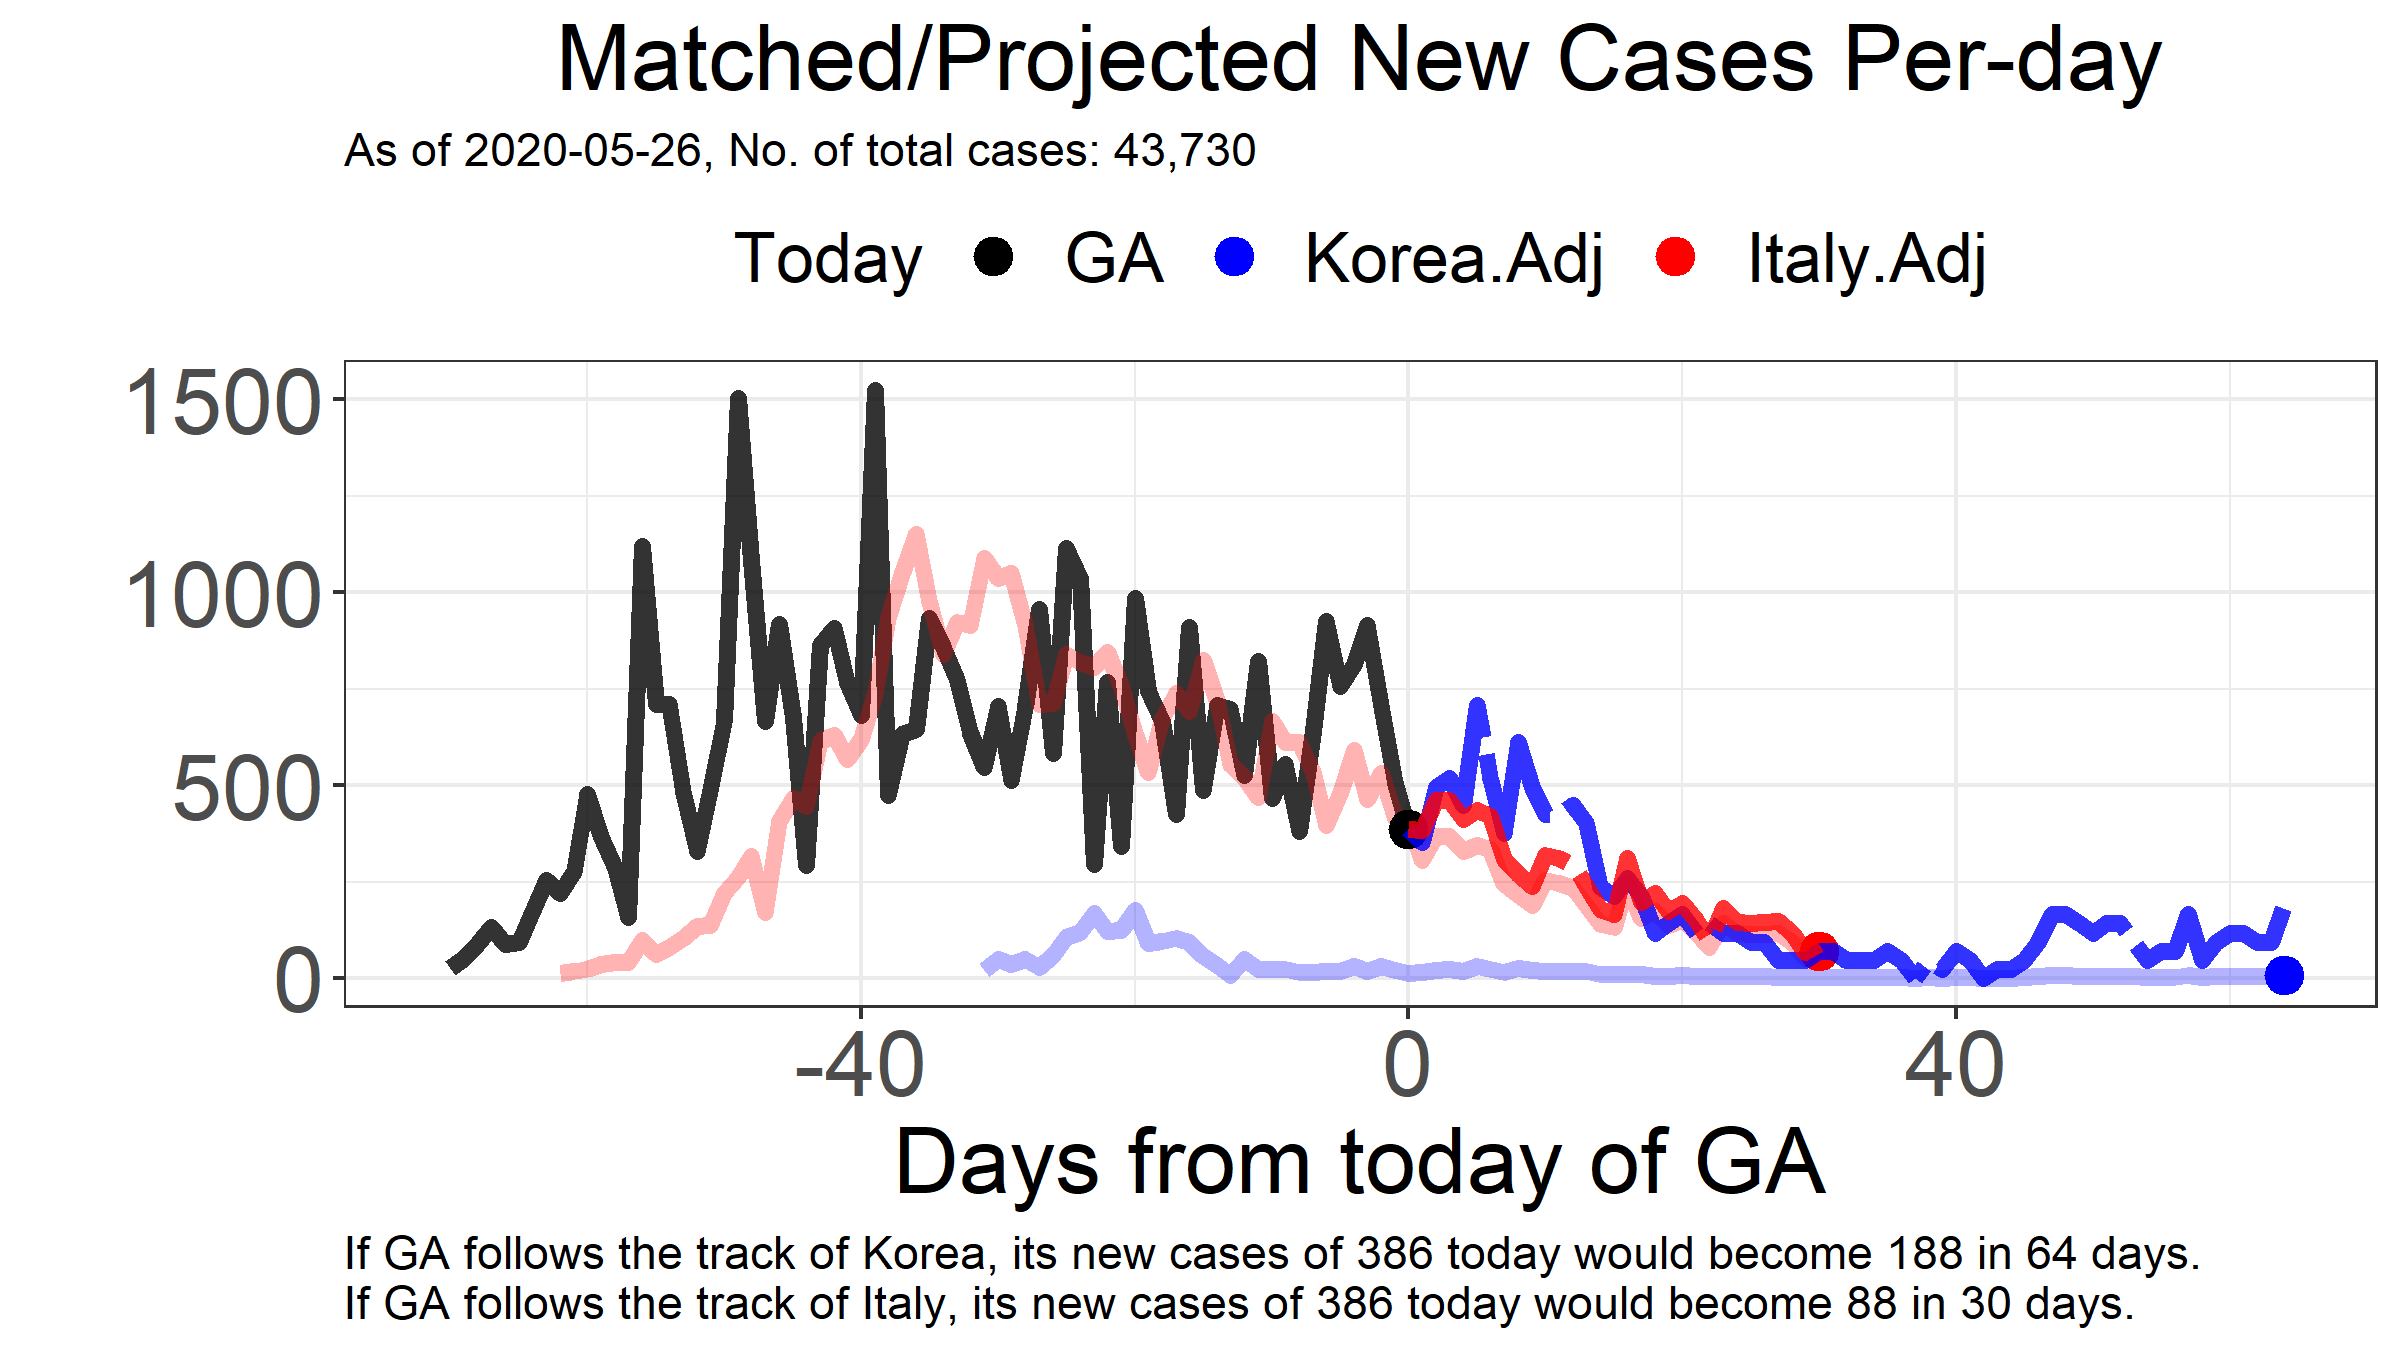 Matched/Projected New Cases Per-day
As of 2020-05-26, No. of total cases: 43,730
Today GA Korea.Adj Italy.Adj
1500
1000
500
0
-40 0 40
Days from today of GA
If GA follows the track of Korea, its new cases of 386 today would become 188 in 64 days.
If GA follows the track of Italy, its new cases of 386 today would become 88 in 30 days.